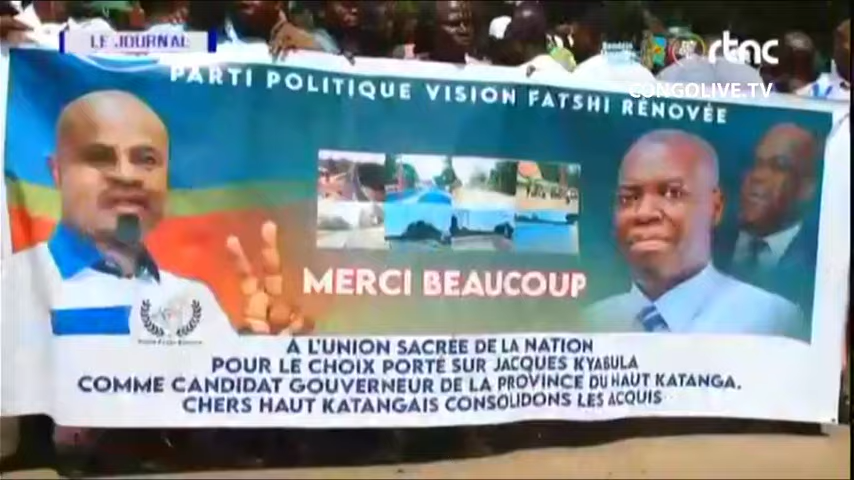 LE JOURNAL
rtnc
CONGOLIVE.TV
PARTI POLITIQUE VISION FATSHI RÉNOVÉE
MERCI BEAUCOUP
À L'UNION SACRÉE DE LA NATION
POUR LE CHOIX PORTÉ SUR JACQUES KYABULA
COMME CANDIDAT GOUVERNEUR DE LA PROVINCE DU HAUT KATANGA.
CHERS HAUT KATANGAIS CONSOLIDONS LES ACQUIS